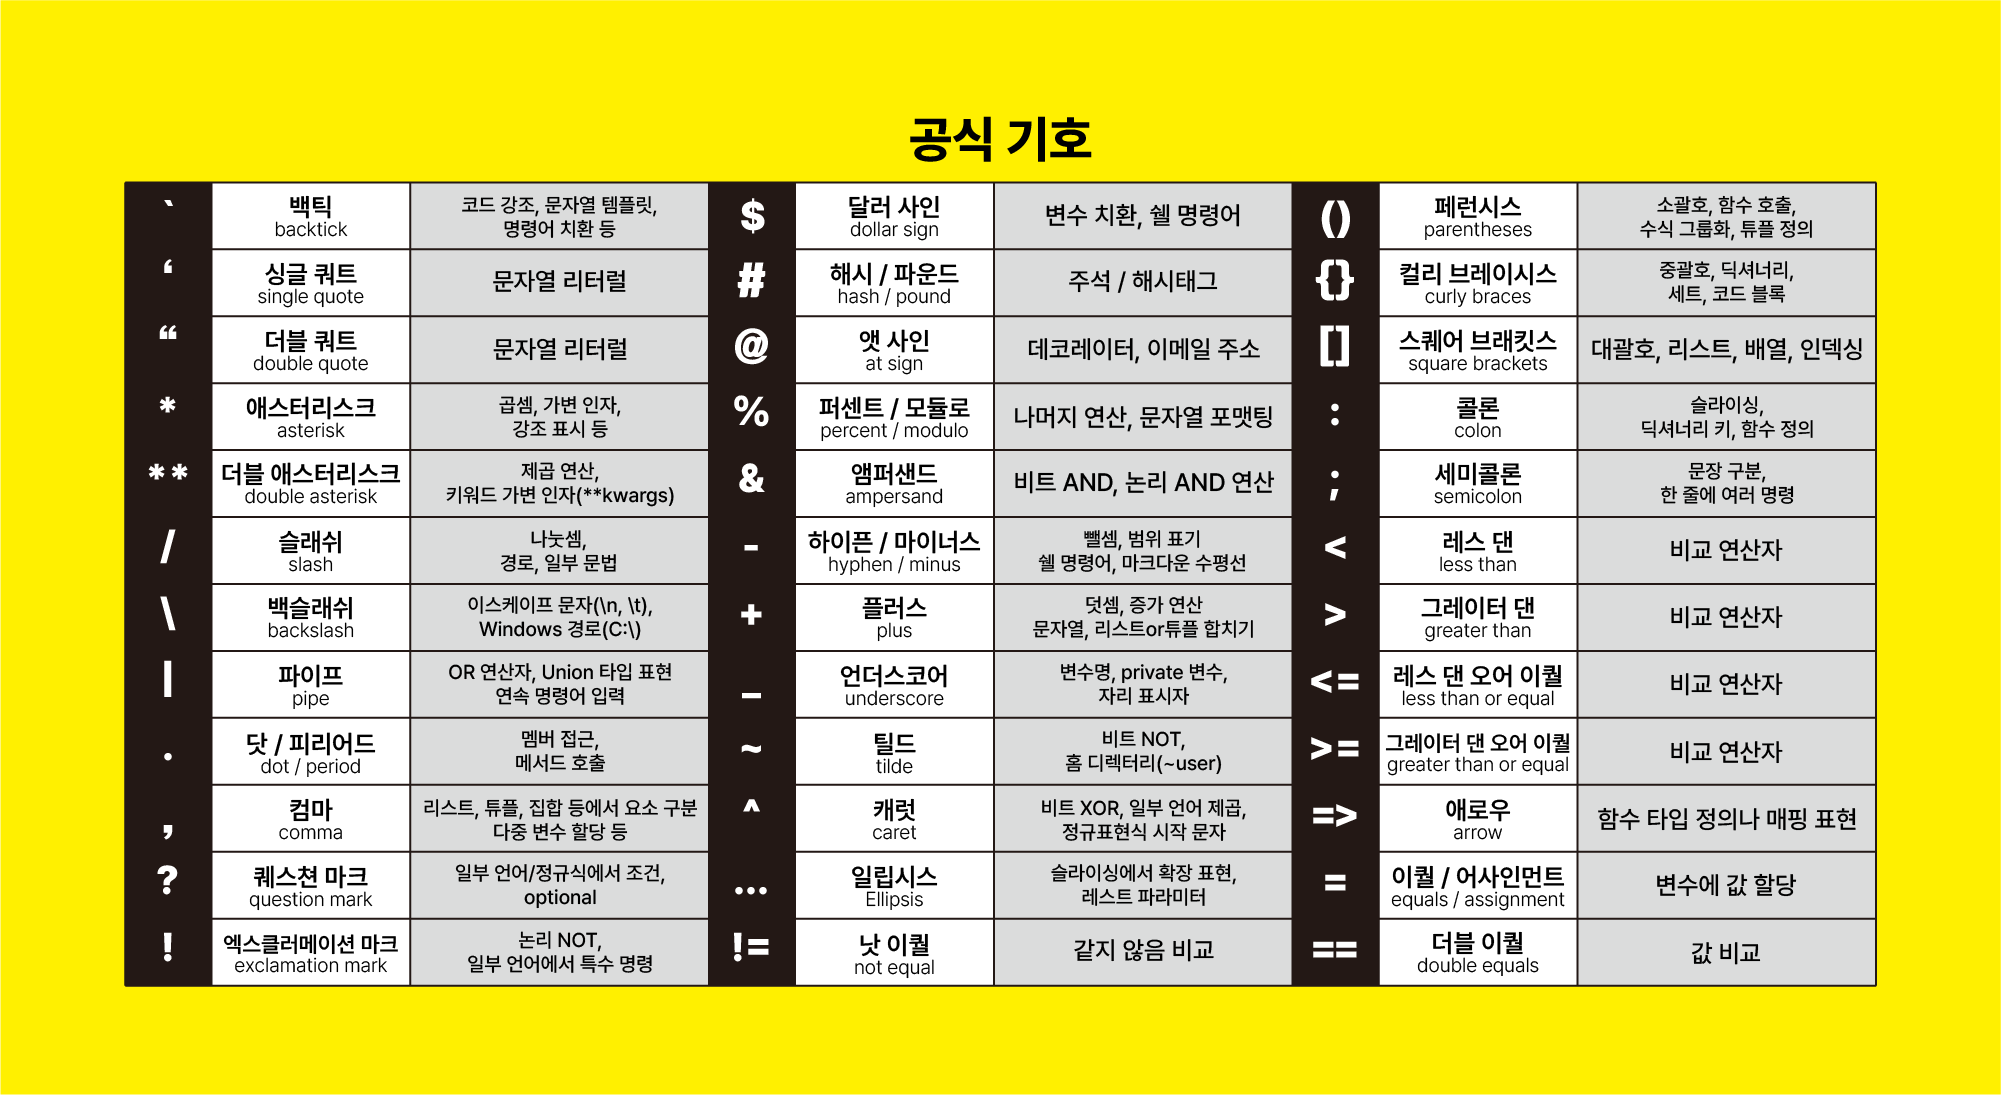 공식 기호
`
백틱
backtick
코드 강조, 문자열 템플릿,
명령어 치환 등
‘
싱글 쿼트
single quote
문자열 리터럴
“
더블 쿼트
double quote
문자열 리터럴
*
애스터리스크
asterisk
곱셈, 가변 인자,
강조 표시 등
**
더블 애스터리스크
double asterisk
제곱 연산,
키워드 가변 인자(**kwargs)
/
슬래쉬
slash
나눗셈,
경로, 일부 문법
\
백슬래쉬
backslash
이스케이프 문자(\n, \t),
Windows 경로(C:\)
|
파이프
pipe
OR 연산자, Union 타입 표현
연속 명령어 입력
.
닷 / 피리어드
dot / period
멤버 접근,
메서드 호출
,
컴마
comma
리스트, 튜플, 집합 등에서 요소 구분
다중 변수 할당 등
?
퀘스쳔 마크
question mark
일부 언어/정규식에서 조건,
optional
!
엑스클러메이션 마크
exclamation mark
논리 NOT,
일부 언어에서 특수 명령
$
달러 사인
dollar sign
변수 치환, 쉘 명령어
#
해시 / 파운드
hash / pound
주석 / 해시태그
@
앳 사인
at sign
데코레이터, 이메일 주소
%
퍼센트 / 모듈로
percent / modulo
나머지 연산, 문자열 포맷팅
&
앰퍼샌드
ampersand
비트 AND, 논리 AND 연산
-
하이픈 / 마이너스
hyphen / minus
뺄셈, 범위 표기
쉘 명령어, 마크다운 수평선
+
플러스
plus
덧셈, 증가 연산
문자열, 리스트or튜플 합치기
_
언더스코어
underscore
변수명, private 변수,
자리 표시자
~
틸드
tilde
비트 NOT,
홈 디렉터리(~user)
^
캐럿
caret
비트 XOR, 일부 언어 제곱,
정규표현식 시작 문자
...
일립시스
Ellipsis
슬라이싱에서 확장 표현,
레스트 파라미터
!=
낫 이퀄
not equal
같지 않음 비교
()
페런시스
parentheses
소괄호, 함수 호출,
수식 그룹화, 튜플 정의
{}
컬리 브레이시스
curly braces
중괄호, 딕셔너리,
세트, 코드 블록
[]
스퀘어 브래킷스
square brackets
대괄호, 리스트, 배열, 인덱싱
:
콜론
colon
슬라이싱,
딕셔너리 키, 함수 정의
;
세미콜론
semicolon
문장 구분,
한 줄에 여러 명령
<
레스 댄
less than
비교 연산자
>
그레이터 댄
greater than
비교 연산자
<=
레스 댄 오어 이퀄
less than or equal
비교 연산자
>=
그레이터 댄 오어 이퀄
greater than or equal
비교 연산자
=>
애로우
arrow
함수 타입 정의나 매핑 표현
=
이퀄 / 어사인먼트
equals / assignment
변수에 값 할당
==
더블 이퀄
double equals
값 비교